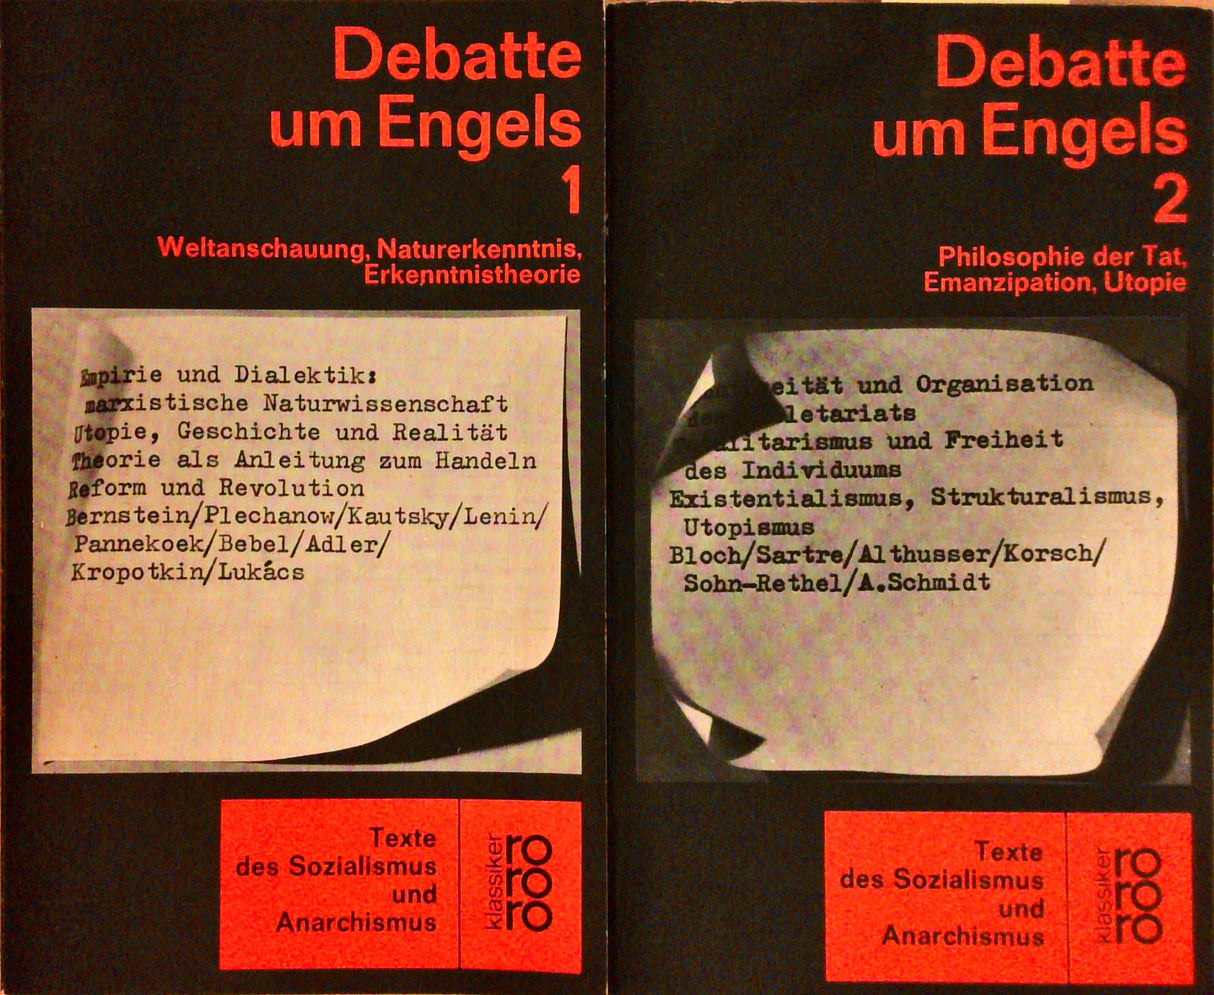 Debatte
um Engels
1
Weltanschauung, Naturerkenntnis,
Erkenntnistheorie
Empirie und Dialektik:
marxistische Naturwissenschaft
Utopie, Geschichte und Realität
Theorie als Anleitung zum Handeln
Reform und Revolution
Bernstein/Plechanow/Kautsky/Lenin/
Pannekoek/Bebel/Adler/
Kropotkin/Lukács
Texte
des Sozialismus
und
Anarchismus
klassiker
ro
ro
ro
Debatte
um Engels
2
Philosophie der Tat,
Emanzipation, Utopie
und Organisation
des
und Freiheit
des Individuums
Existentialismus, Strukturalismus,
Utopismus
Bloch/Sartre/Althusser/Korsch/
Sohn-Rethel/A.Schmidt
Texte
des Sozialismus
und
Anarchismus
klassiker
ro
ro
ro